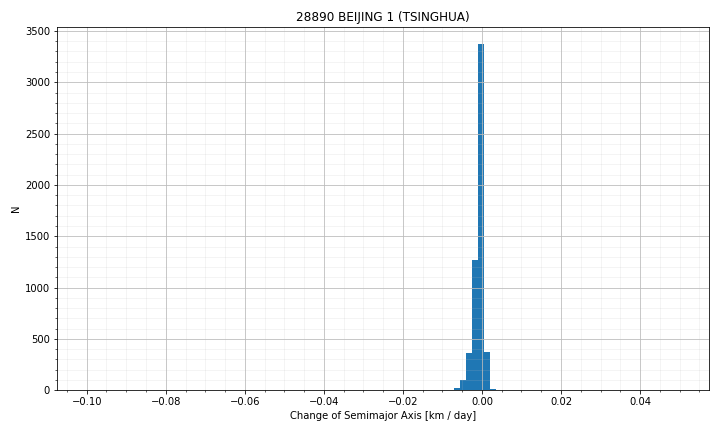 28890 BEIJING 1 (TSINGHUA)
3500
3000
2500
2000
1500
1000
500
0
N
−0.10 −0.08 −0.06 −0.04 −0.02 0.00 0.02 0.04
Change of Semimajor Axis [km / day]